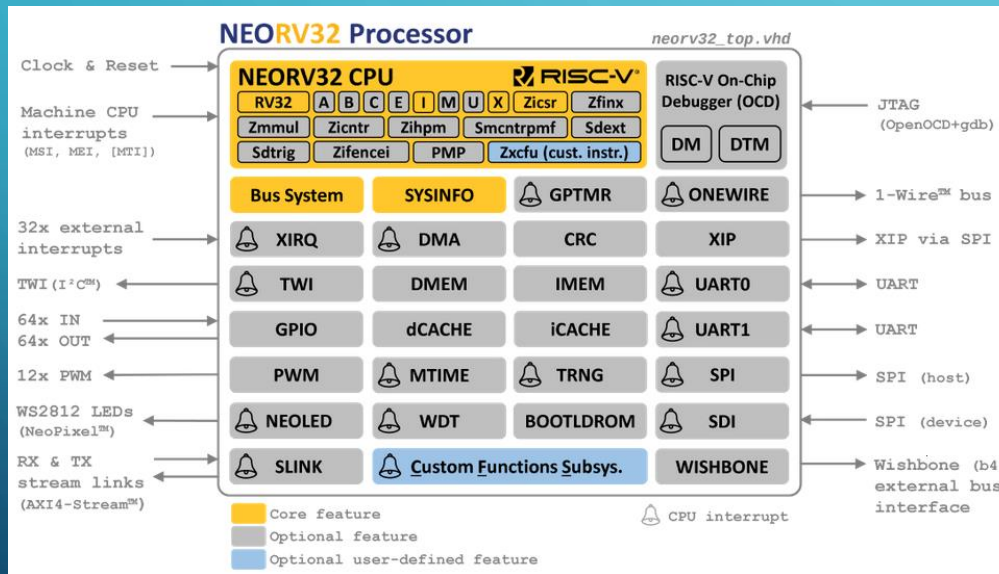 NEORV32 Processor
neorv32_top.vhd
Clock & Reset
Machine CPU
interrupts
(MSI, MEI, [MTI])
32x external
interrupts
TWI(I²C™)
64x IN
64x OUT
12x PWM
WS2812 LEDs
(NeoPixel™)
RX & TX
stream links
(AXI4-Stream™)
NEORV32 CPU
RISC-V®
RV32 A B C E I M U X Zicsr Zfinx
Zmmul Zicntr Zihpm Smcntrpmf Sdext
Sdtrig Zifencei PMP Zxcfu (cust. instr.)
RISC-V On-Chip
Debugger (OCD)
DM DTM
Bus System SYSINFO GPTMR ONEWIRE
XIRQ DMA CRC XIP
TWI DMEM IMEM UART0
GPIO dCACHE iCACHE UART1
PWM MTIME TRNG SPI
NEOLED WDT BOOTLDROM SDI
SLINK Custom Functions Subsys. WISHBONE
JTAG
(OpenOCD+gdb)
1-Wire™ bus
XIP via SPI
UART
UART
SPI (host)
SPI (device)
Wishbone (b4
external bus
interface
Core feature
Optional feature
Optional user-defined feature
CPU interrupt